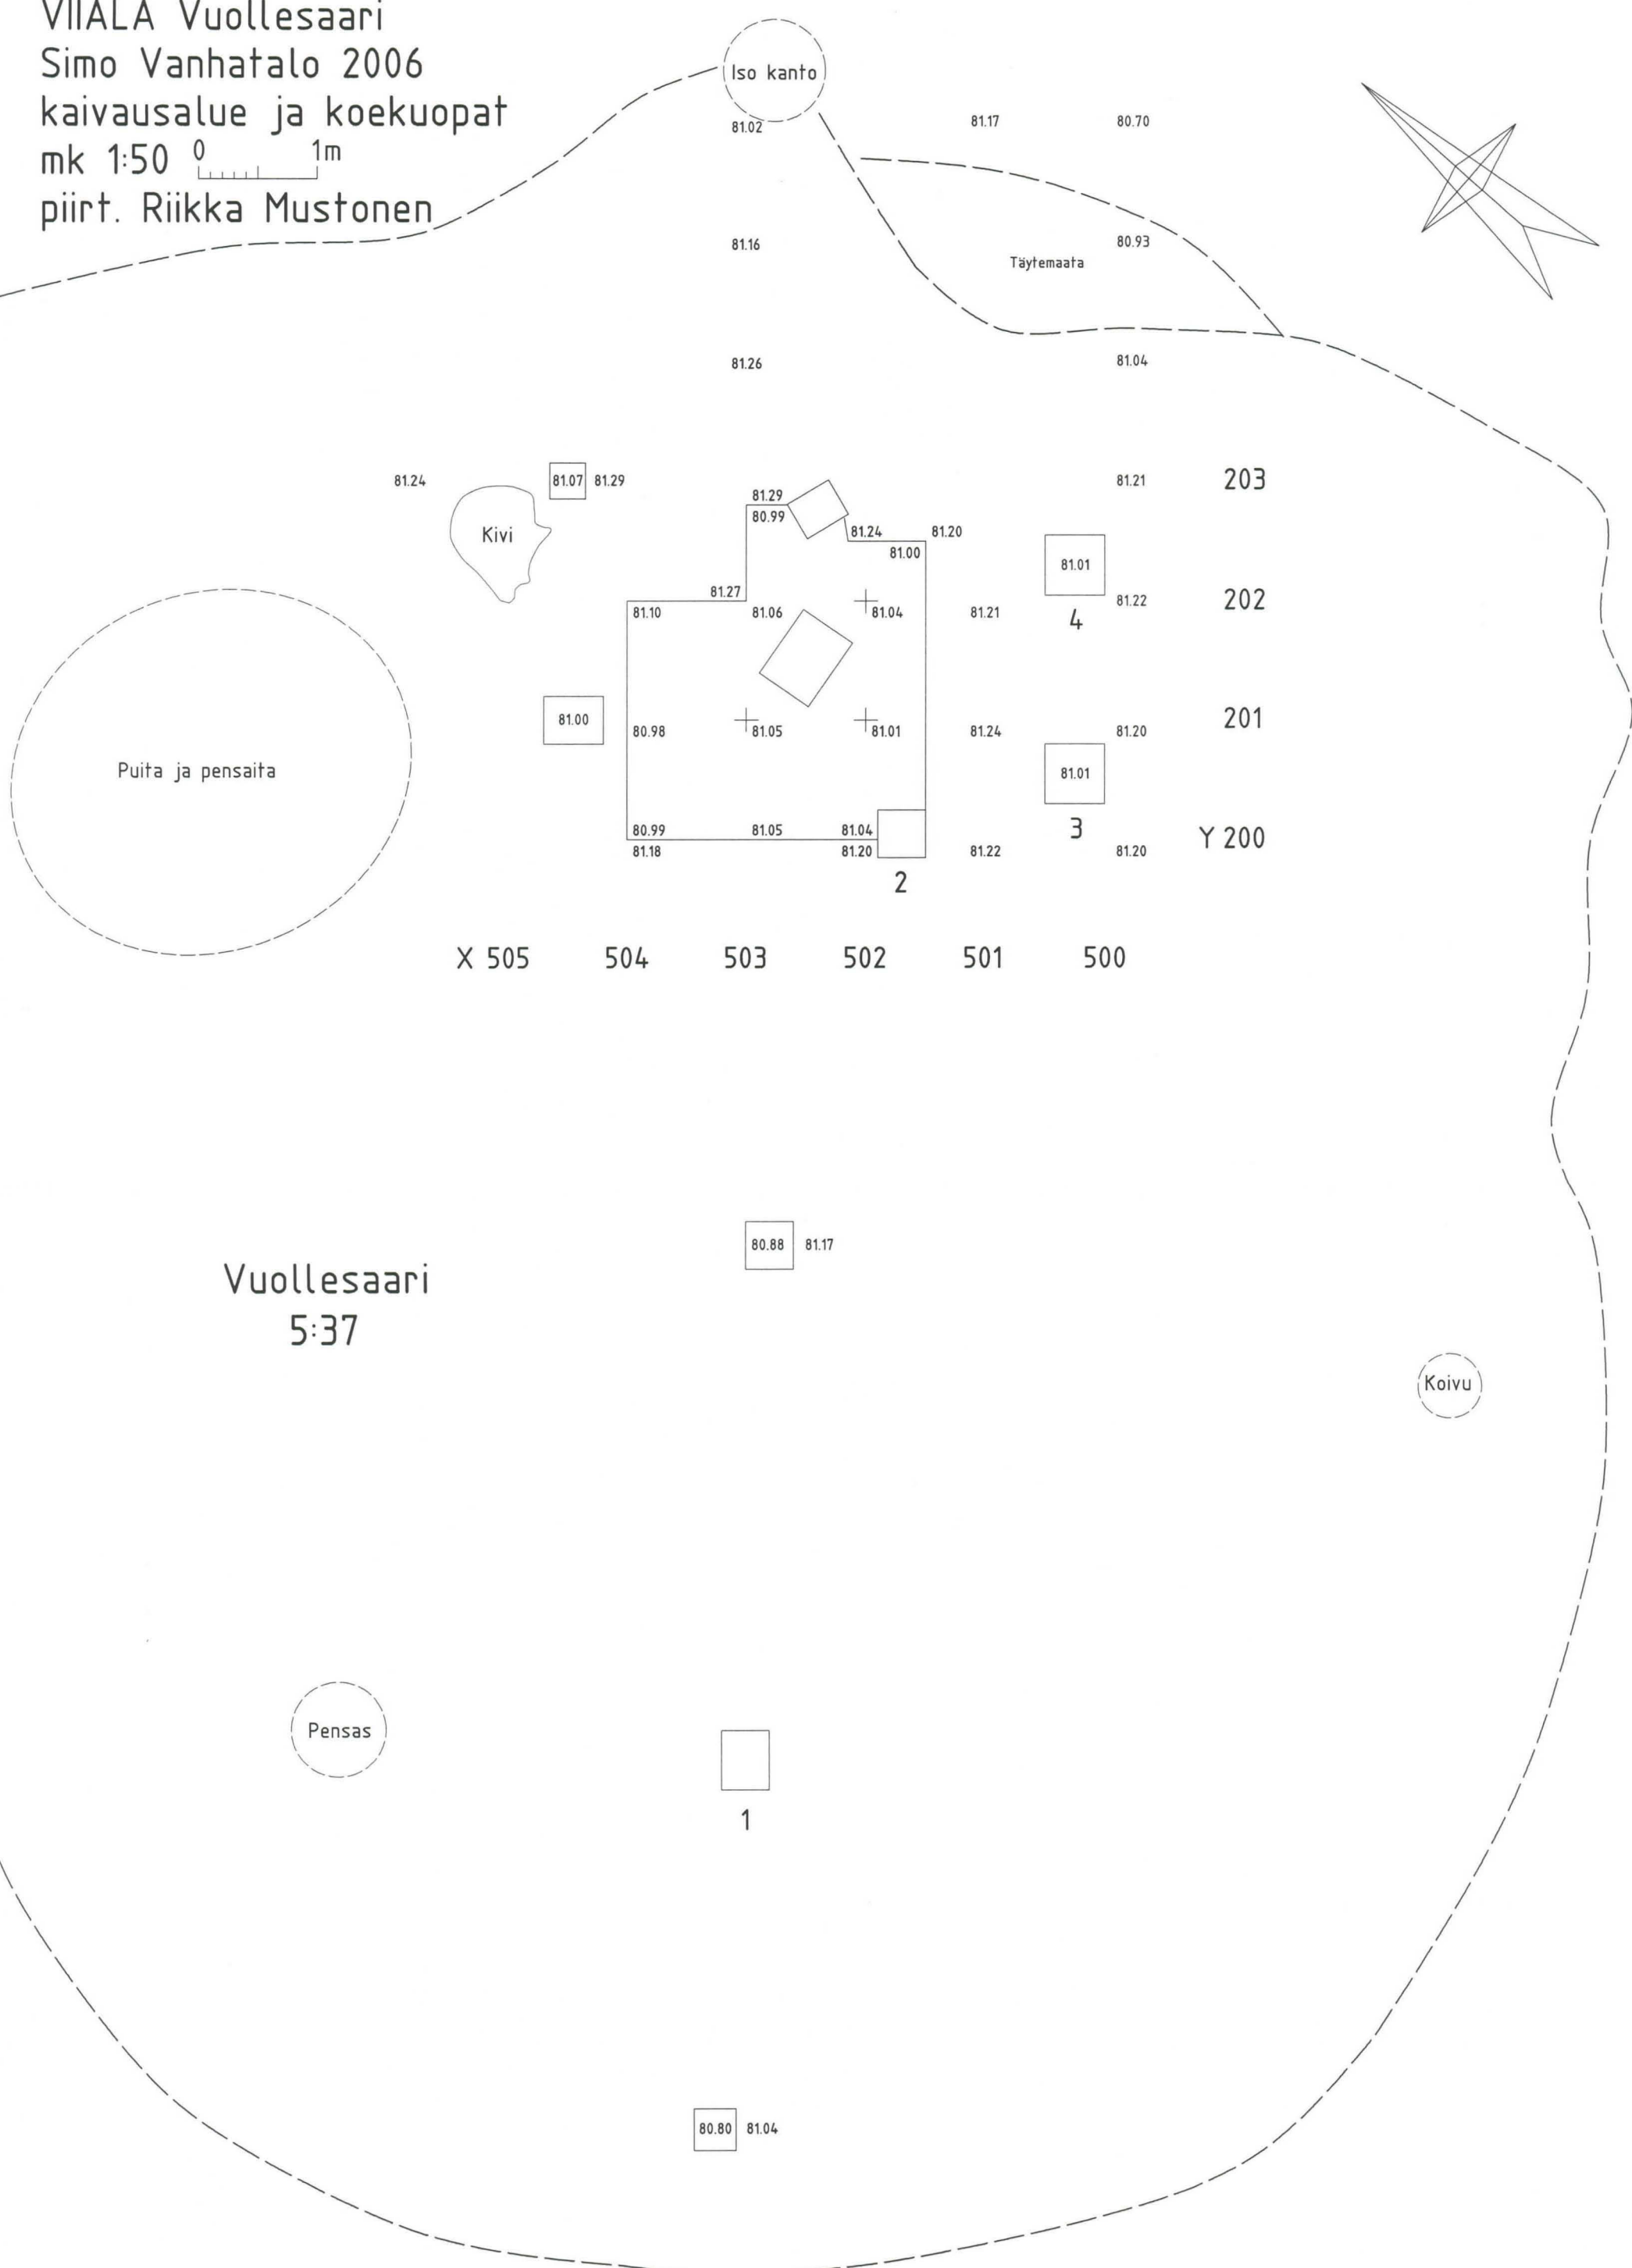 VIIALA Vuollesaari
Simo Vanhatalo 2006
kaivausalue ja koekuopat
mk 1:50 0 1m
piirt. Riikka Mustonen
Iso kanto
81.02 81.17 80.70
81.16 80.93
Täytemaata
81.26 81.04
81.24 81.07 81.29 81.21 203
81.29
80.99
Kivi 81.24 81.20
81.00
81.01
81.27 81.22 202
81.10 81.06 81.04 81.21 4
81.00 201
80.98 81.05 81.01 81.24 81.20
Puita ja pensaita 81.01
80.99 81.05 81.04 3 Y 200
81.18 81.20 81.22 81.20
2
X 505 504 503 502 501 500
80.88 81.17
Vuollesaari
5:37
Koivu
Pensas
1
80.80 81.04